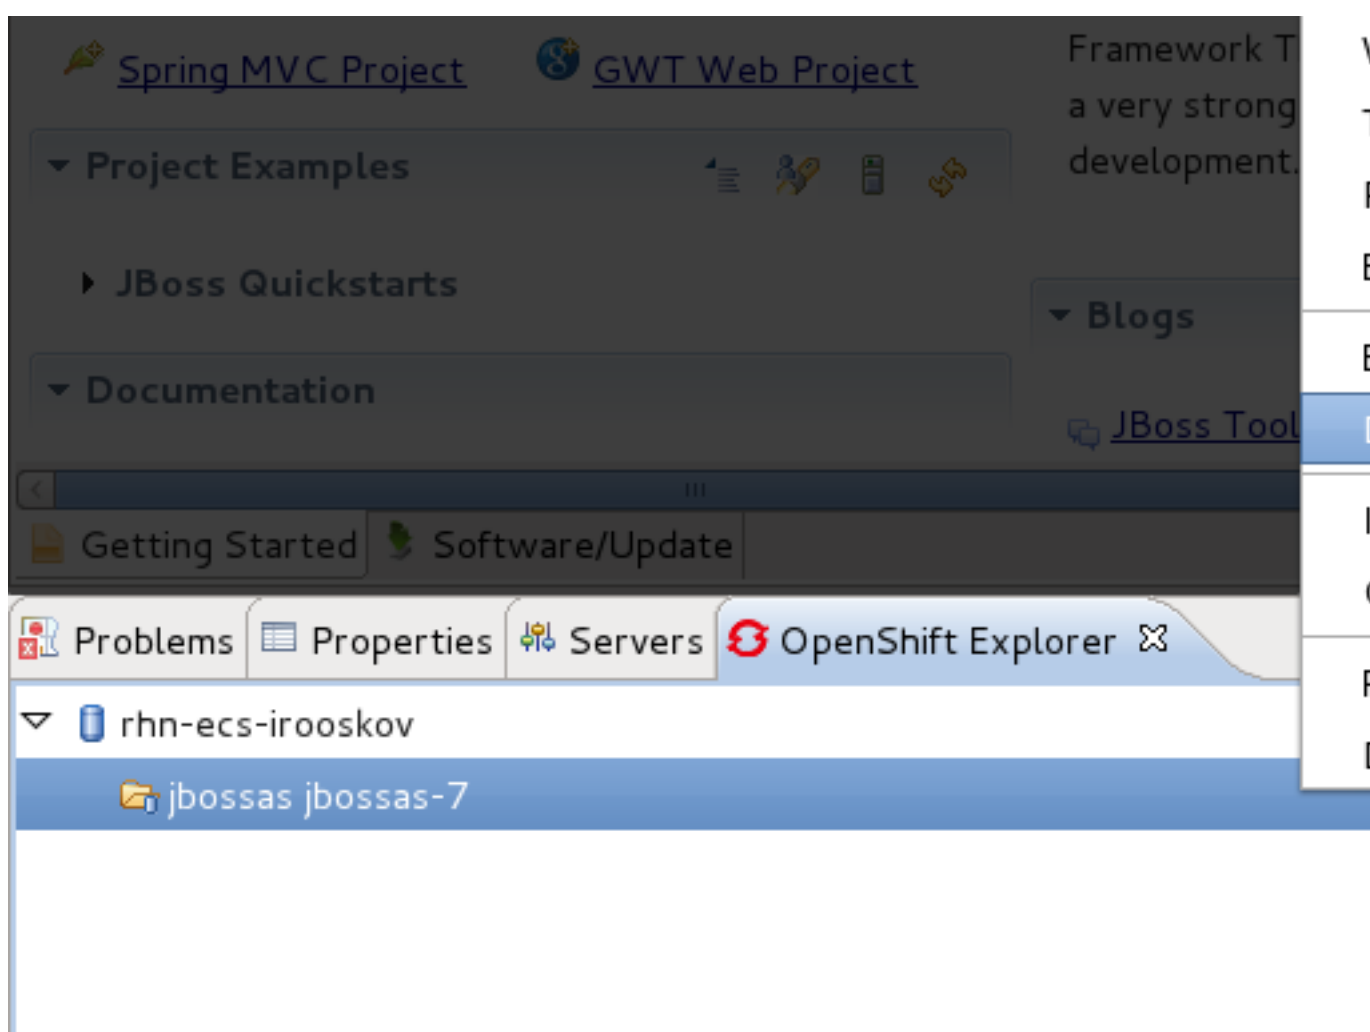 Spring MVC Project
GWT Web Project
Project Examples
JBoss Quickstarts
Documentation
Framework
a very strong
development.
Blogs
JBoss
Getting Started
Software/Update
Problems
Properties
Servers
OpenShift Explorer
rhn-ecs-irooskov
jbossas jbossas-7